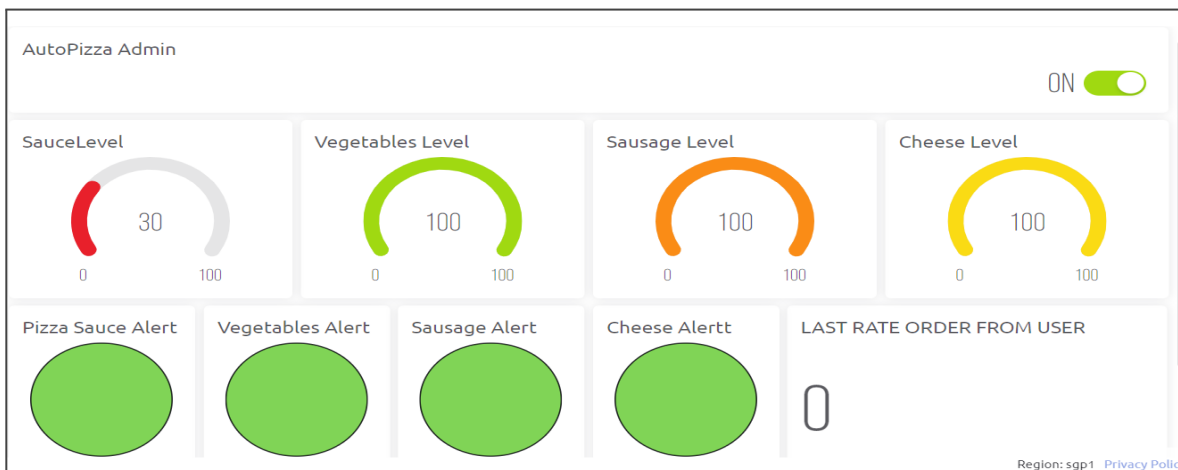 AutoPizza Admin
ON
SauceLevel
Vegetables Level
Sausage Level
Cheese Level
30
100
100
100
0 100
0 100
0 100
0 100
Pizza Sauce Alert
Vegetables Alert
Sausage Alert
Cheese Alertt
LAST RATE ORDER FROM USER
0
Region: sgp1 Privacy Polic